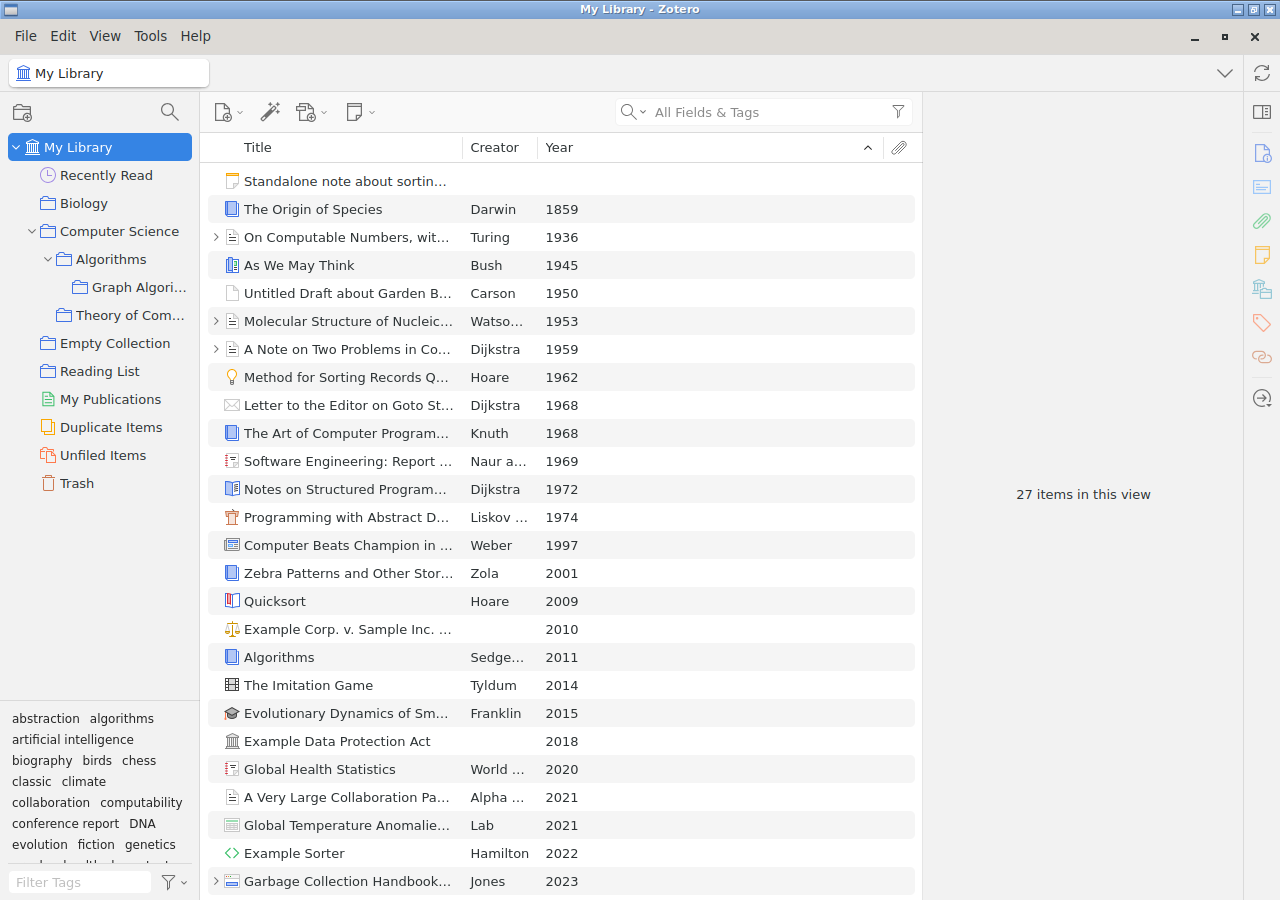 My Library - Zotero
File Edit View Tools Help
My Library
All Fields & Tags
My Library
Recently Read
Biology
Computer Science
Algorithms
Graph Algori...
Theory of Com...
Empty Collection
Reading List
My Publications
Duplicate Items
Unfiled Items
Trash
Title Creator Year
Standalone note about sortin...
The Origin of Species Darwin 1859
On Computable Numbers, wit... Turing 1936
As We May Think Bush 1945
Untitled Draft about Garden B... Carson 1950
Molecular Structure of Nucleic... Watso... 1953
A Note on Two Problems in Co... Dijkstra 1959
Method for Sorting Records Q... Hoare 1962
Letter to the Editor on Goto St... Dijkstra 1968
The Art of Computer Program... Knuth 1968
Software Engineering: Report ... Naur a... 1969
Notes on Structured Program... Dijkstra 1972
Programming with Abstract D... Liskov ... 1974
Computer Beats Champion in ... Weber 1997
Zebra Patterns and Other Stor... Zola 2001
Quicksort Hoare 2009
Example Corp. v. Sample Inc. ... 2010
Algorithms Sedge... 2011
The Imitation Game Tyldum 2014
Evolutionary Dynamics of Sm... Franklin 2015
Example Data Protection Act 2018
Global Health Statistics World ... 2020
A Very Large Collaboration Pa... Alpha ... 2021
Global Temperature Anomalie... Lab 2021
Example Sorter Hamilton 2022
Garbage Collection Handbook... Jones 2023
27 items in this view
abstraction algorithms
artificial intelligence
biography birds chess
classic climate
collaboration computability
conference report DNA
evolution fiction genetics
Filter Tags